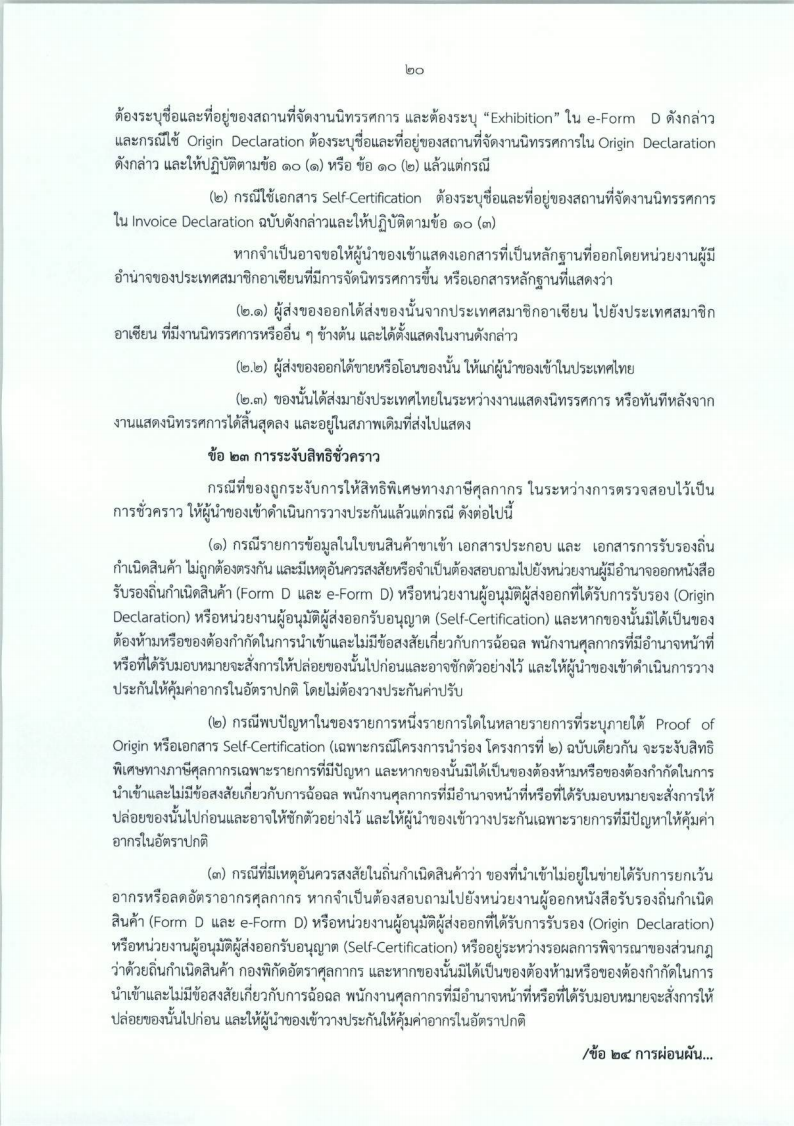 ๒๐
ต้องระบุชื่อและที่อยู่ของสถานที่จัดงานนิทรรศการ และต้องระบุ “Exhibition” ใน e-Form D ดังกล่าว
และกรณีใช้ Origin Declaration ต้องระบุชื่อและที่อยู่ของสถานที่จัดงานนิทรรศการใน Origin Declaration
ดังกล่าว และให้ปฏิบัติตามข้อ ๑๐ (๑) หรือ ข้อ ๑๐ (๒) แล้วแต่กรณี
(๒) กรณีใช้เอกสาร Self-Certification ต้องระบุชื่อและที่อยู่ของสถานที่จัดงานนิทรรศการ
ใน Invoice Declaration ฉบับดังกล่าวและให้ปฏิบัติตามข้อ ๑๐ (๓)
หากจำเป็นอาจขอให้ผู้นำของเข้าแสดงเอกสารที่เป็นหลักฐานที่ออกโดยหน่วยงานผู้มี
อำนาจของประเทศสมาชิกอาเซียนที่มีการจัดนิทรรศการขึ้น หรือเอกสารหลักฐานที่แสดงว่า
(๒.๑) ผู้ส่งของออกได้ส่งของนั้นจากประเทศสมาชิกอาเซียน ไปยังประเทศสมาชิก
อาเซียน ที่มีงานนิทรรศการหรืออื่น ๆ ข้างต้น และได้ตั้งแสดงในงานดังกล่าว
(๒.๒) ผู้ส่งของออกได้ขายหรือโอนของนั้น ให้แก่ผู้นำของเข้าในประเทศไทย
(๒.๓) ของนั้นได้ส่งมายังประเทศไทยในระหว่างงานแสดงนิทรรศการ หรือทันทีหลังจาก
งานแสดงนิทรรศการได้สิ้นสุดลง และอยู่ในสภาพเดิมที่ส่งไปแสดง
ข้อ ๒๓ การระงับสิทธิชั่วคราว
กรณีที่ของถูกระงับการให้สิทธิพิเศษทางภาษีศุลกากร ในระหว่างการตรวจสอบไว้เป็น
การชั่วคราว ให้ผู้นำของเข้าดำเนินการวางประกันแล้วแต่กรณี ดังต่อไปนี้
(๑) กรณีรายการข้อมูลในใบขนสินค้าขาเข้า เอกสารประกอบ และ เอกสารการรับรองถิ่น
กำเนิดสินค้า ไม่ถูกต้องตรงกัน และมีเหตุอันควรสงสัยหรือจำเป็นต้องสอบถามไปยังหน่วยงานผู้มีอำนาจออกหนังสือ
รับรองถิ่นกำเนิดสินค้า (Form D และ e-Form D) หรือหน่วยงานผู้อนุมัติผู้ส่งออกที่ได้รับการรับรอง (Origin
Declaration) หรือหน่วยงานผู้อนุมัติผู้ส่งออกรับอนุญาต (Self-Certification) และหากของนั้นมิได้เป็นของ
ต้องห้ามหรือของต้องกำกัดในการนำเข้าและไม่มีข้อสงสัยเกี่ยวกับการฉ้อฉล พนักงานศุลกากรที่มีอำนาจหน้าที่
หรือที่ได้รับมอบหมายจะสั่งการให้ปล่อยของนั้นไปก่อนและอาจชักตัวอย่างไว้ และให้ผู้นำของเข้าดำเนินการวาง
ประกันให้คุ้มค่าอากรในอัตราปกติ โดยไม่ต้องวางประกันค่าปรับ
(๒) กรณีพบปัญหาในของรายการหนึ่งรายการใดในหลายรายการที่ระบุภายใต้ Proof of
Origin หรือเอกสาร Self-Certification (เฉพาะกรณีโครงการนำร่อง โครงการที่ ๒) ฉบับเดียวกัน จะระงับสิทธิ
พิเศษทางภาษีศุลกากรเฉพาะรายการที่มีปัญหา และหากของนั้นมิได้เป็นของต้องห้ามหรือของต้องกำกัดในการ
นำเข้าและไม่มีข้อสงสัยเกี่ยวกับการฉ้อฉล พนักงานศุลกากรที่มีอำนาจหน้าที่หรือที่ได้รับมอบหมายจะสั่งการให้
ปล่อยของนั้นไปก่อนและอาจให้ชักตัวอย่างไว้ และให้ผู้นำของเข้าวางประกันเฉพาะรายการที่มีปัญหาให้คุ้มค่า
อากรในอัตราปกติ
(๓) กรณีที่มีเหตุอันควรสงสัยในถิ่นกำเนิดสินค้าว่า ของที่นำเข้าไม่อยู่ในข่ายได้รับการยกเว้น
อากรหรือลดอัตราอากรศุลกากร หากจำเป็นต้องสอบถามไปยังหน่วยงานผู้ออกหนังสือรับรองถิ่นกำเนิด
สินค้า (Form D และ e-Form D) หรือหน่วยงานผู้อนุมัติผู้ส่งออกที่ได้รับการรับรอง (Origin Declaration)
หรือหน่วยงานผู้อนุมัติผู้ส่งออกรับอนุญาต (Self-Certification) หรืออยู่ระหว่างรอผลการพิจารณาของส่วนกฎ
ว่าด้วยถิ่นกำเนิดสินค้า กองพิกัดอัตราศุลกากร และหากของนั้นมิได้เป็นของต้องห้ามหรือของต้องกำกัดในการ
นำเข้าและไม่มีข้อสงสัยเกี่ยวกับการฉ้อฉล พนักงานศุลกากรที่มีอำนาจหน้าที่หรือที่ได้รับมอบหมายจะสั่งการให้
ปล่อยของนั้นไปก่อน และให้ผู้นำของเข้าวางประกันให้คุ้มค่าอากรในอัตราปกติ
/ข้อ ๒๔ การผ่อนผัน...